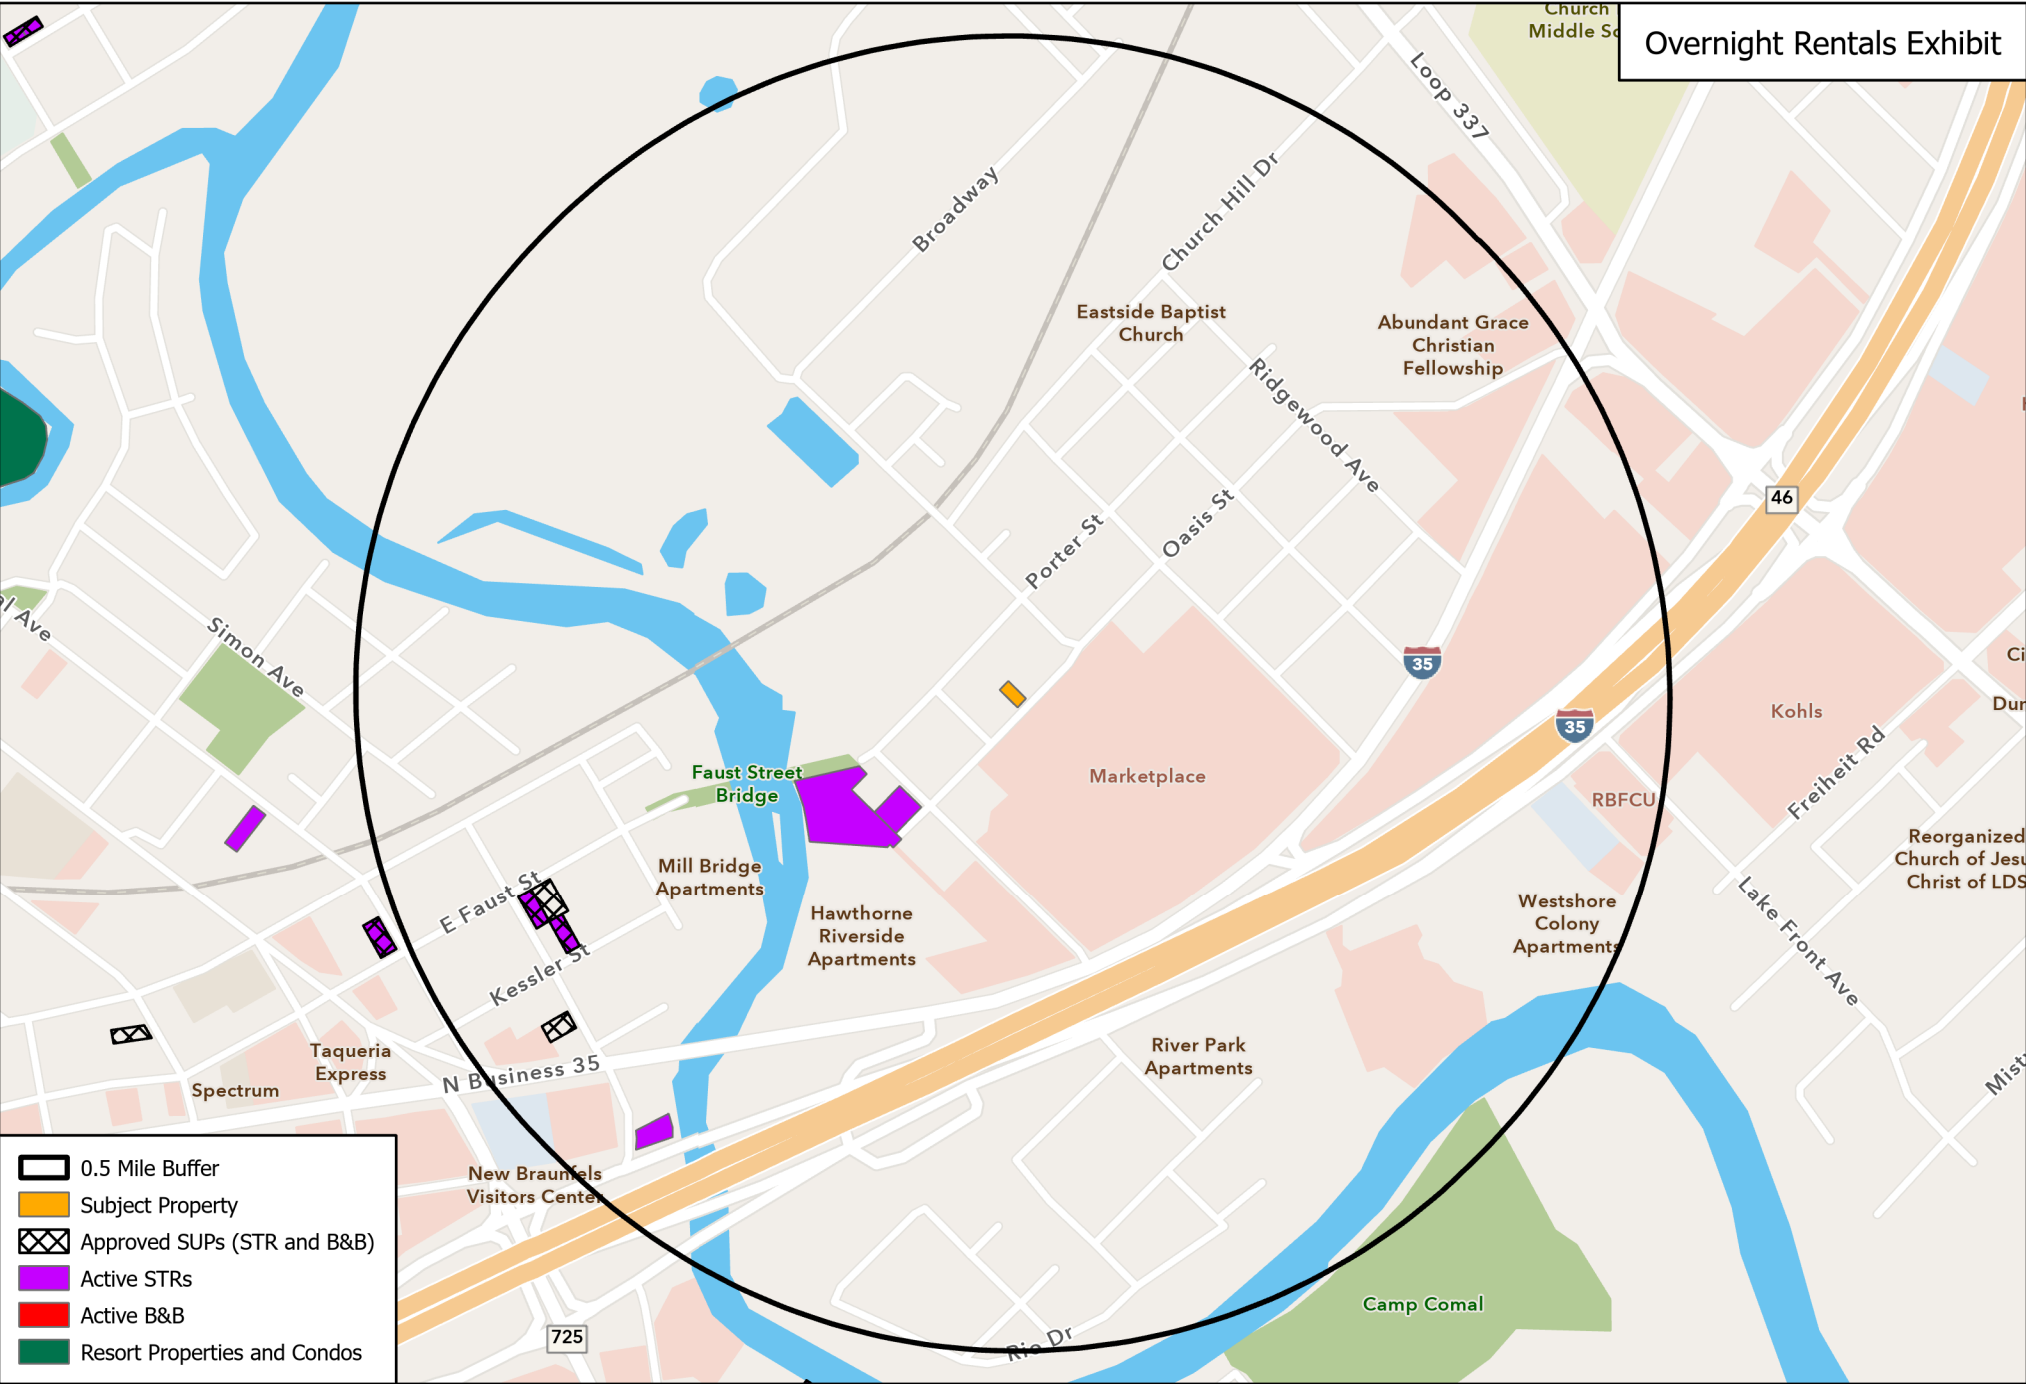 Church
Middle Sc
Overnight Rentals Exhibit
Loop 337
Broadway
Church Hill Dr
Eastside Baptist
Church
Abundant Grace
Christian
Fellowship
Ridgewood Ave
46
Porter St
Oasis St
al Ave
Simon Ave
35
35
Ci
Dun
Kohls
Freiheit Rd
Faust Street
Bridge
Marketplace
RBFCU
Reorganized
Church of Jesu
Christ of LDS
Mill Bridge
Apartments
E Faust St
Hawthorne
Riverside
Apartments
Westshore
Colony
Apartments
Lake Front Ave
Kessler St
Taqueria
Express
Spectrum
N Business 35
River Park
Apartments
Mist
New Braunfels
Visitors Center
Camp Comal
725
Rio Dr
0.5 Mile Buffer
Subject Property
Approved SUPs (STR and B&B)
Active STRs
Active B&B
Resort Properties and Condos